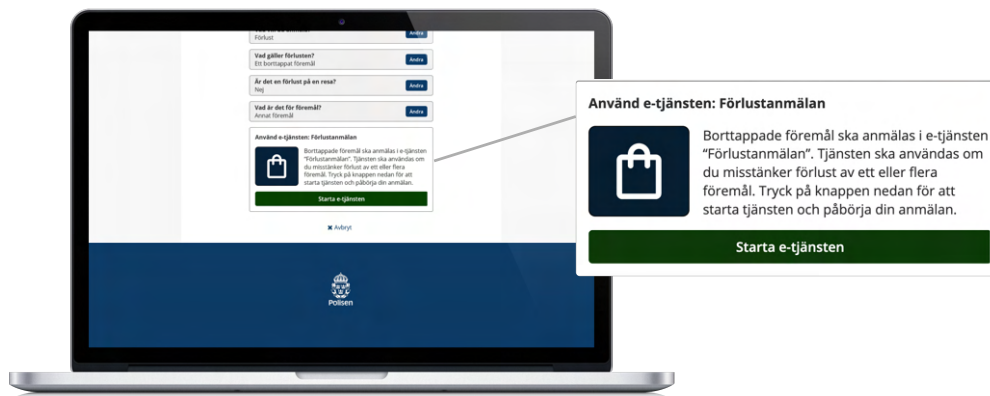 Förlust
Ändra
Vad gäller förlusten?
Ett borttappat föremål
Ändra
Är det en förlust på en resa?
Nej
Ändra
Vad är det för föremål?
Annat föremål
Ändra
Använd e-tjänsten: Förlustanmälan
Borttappade föremål ska anmälas i e-tjänsten
“Förlustanmälan”. Tjänsten ska användas om
du misstänker förlust av ett eller flera
föremål. Tryck på knappen nedan för att
starta tjänsten och påbörja din anmälan.
Starta e-tjänsten
✖ Avbryt
Polisen
Använd e-tjänsten: Förlustanmälan
Borttappade föremål ska anmälas i e-tjänsten
“Förlustanmälan”. Tjänsten ska användas om
du misstänker förlust av ett eller flera
föremål. Tryck på knappen nedan för att
starta tjänsten och påbörja din anmälan.
Starta e-tjänsten